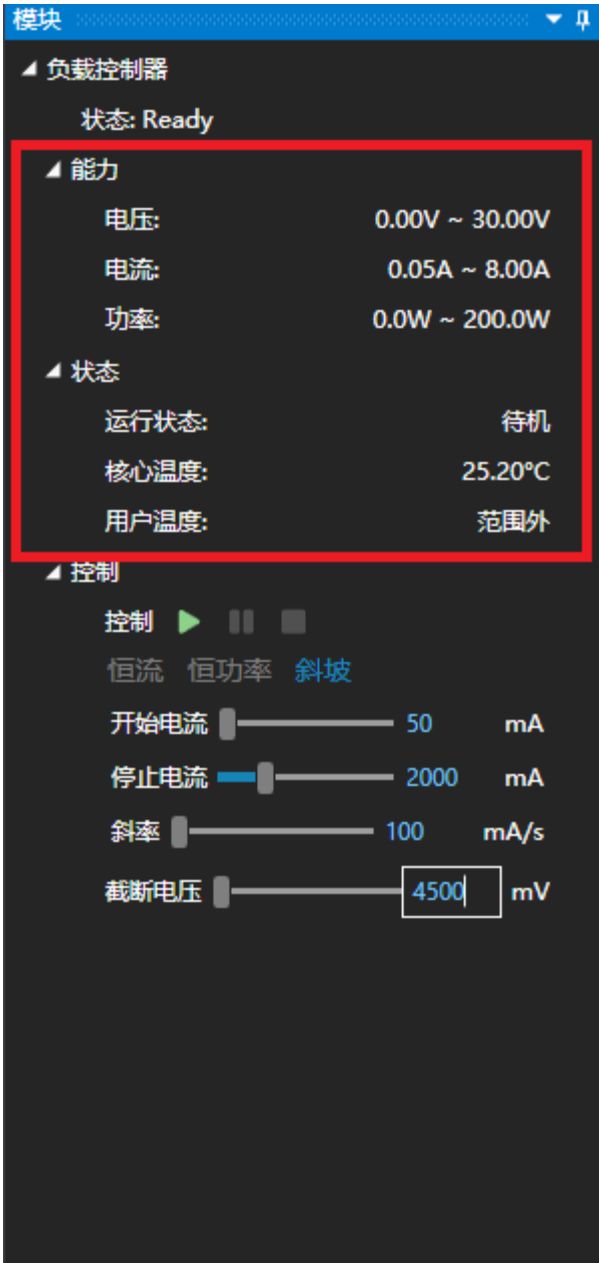 模块
负载控制器
状态: Ready
能力
电压: 0.00V ~ 30.00V
电流: 0.05A ~ 8.00A
功率: 0.0W ~ 200.0W
状态
运行状态: 待机
核心温度: 25.20°C
用户温度: 范围外
控制
控制
恒流 恒功率 斜坡
开始电流 50 mA
停止电流 2000 mA
斜率 100 mA/s
截断电压 4500 mV